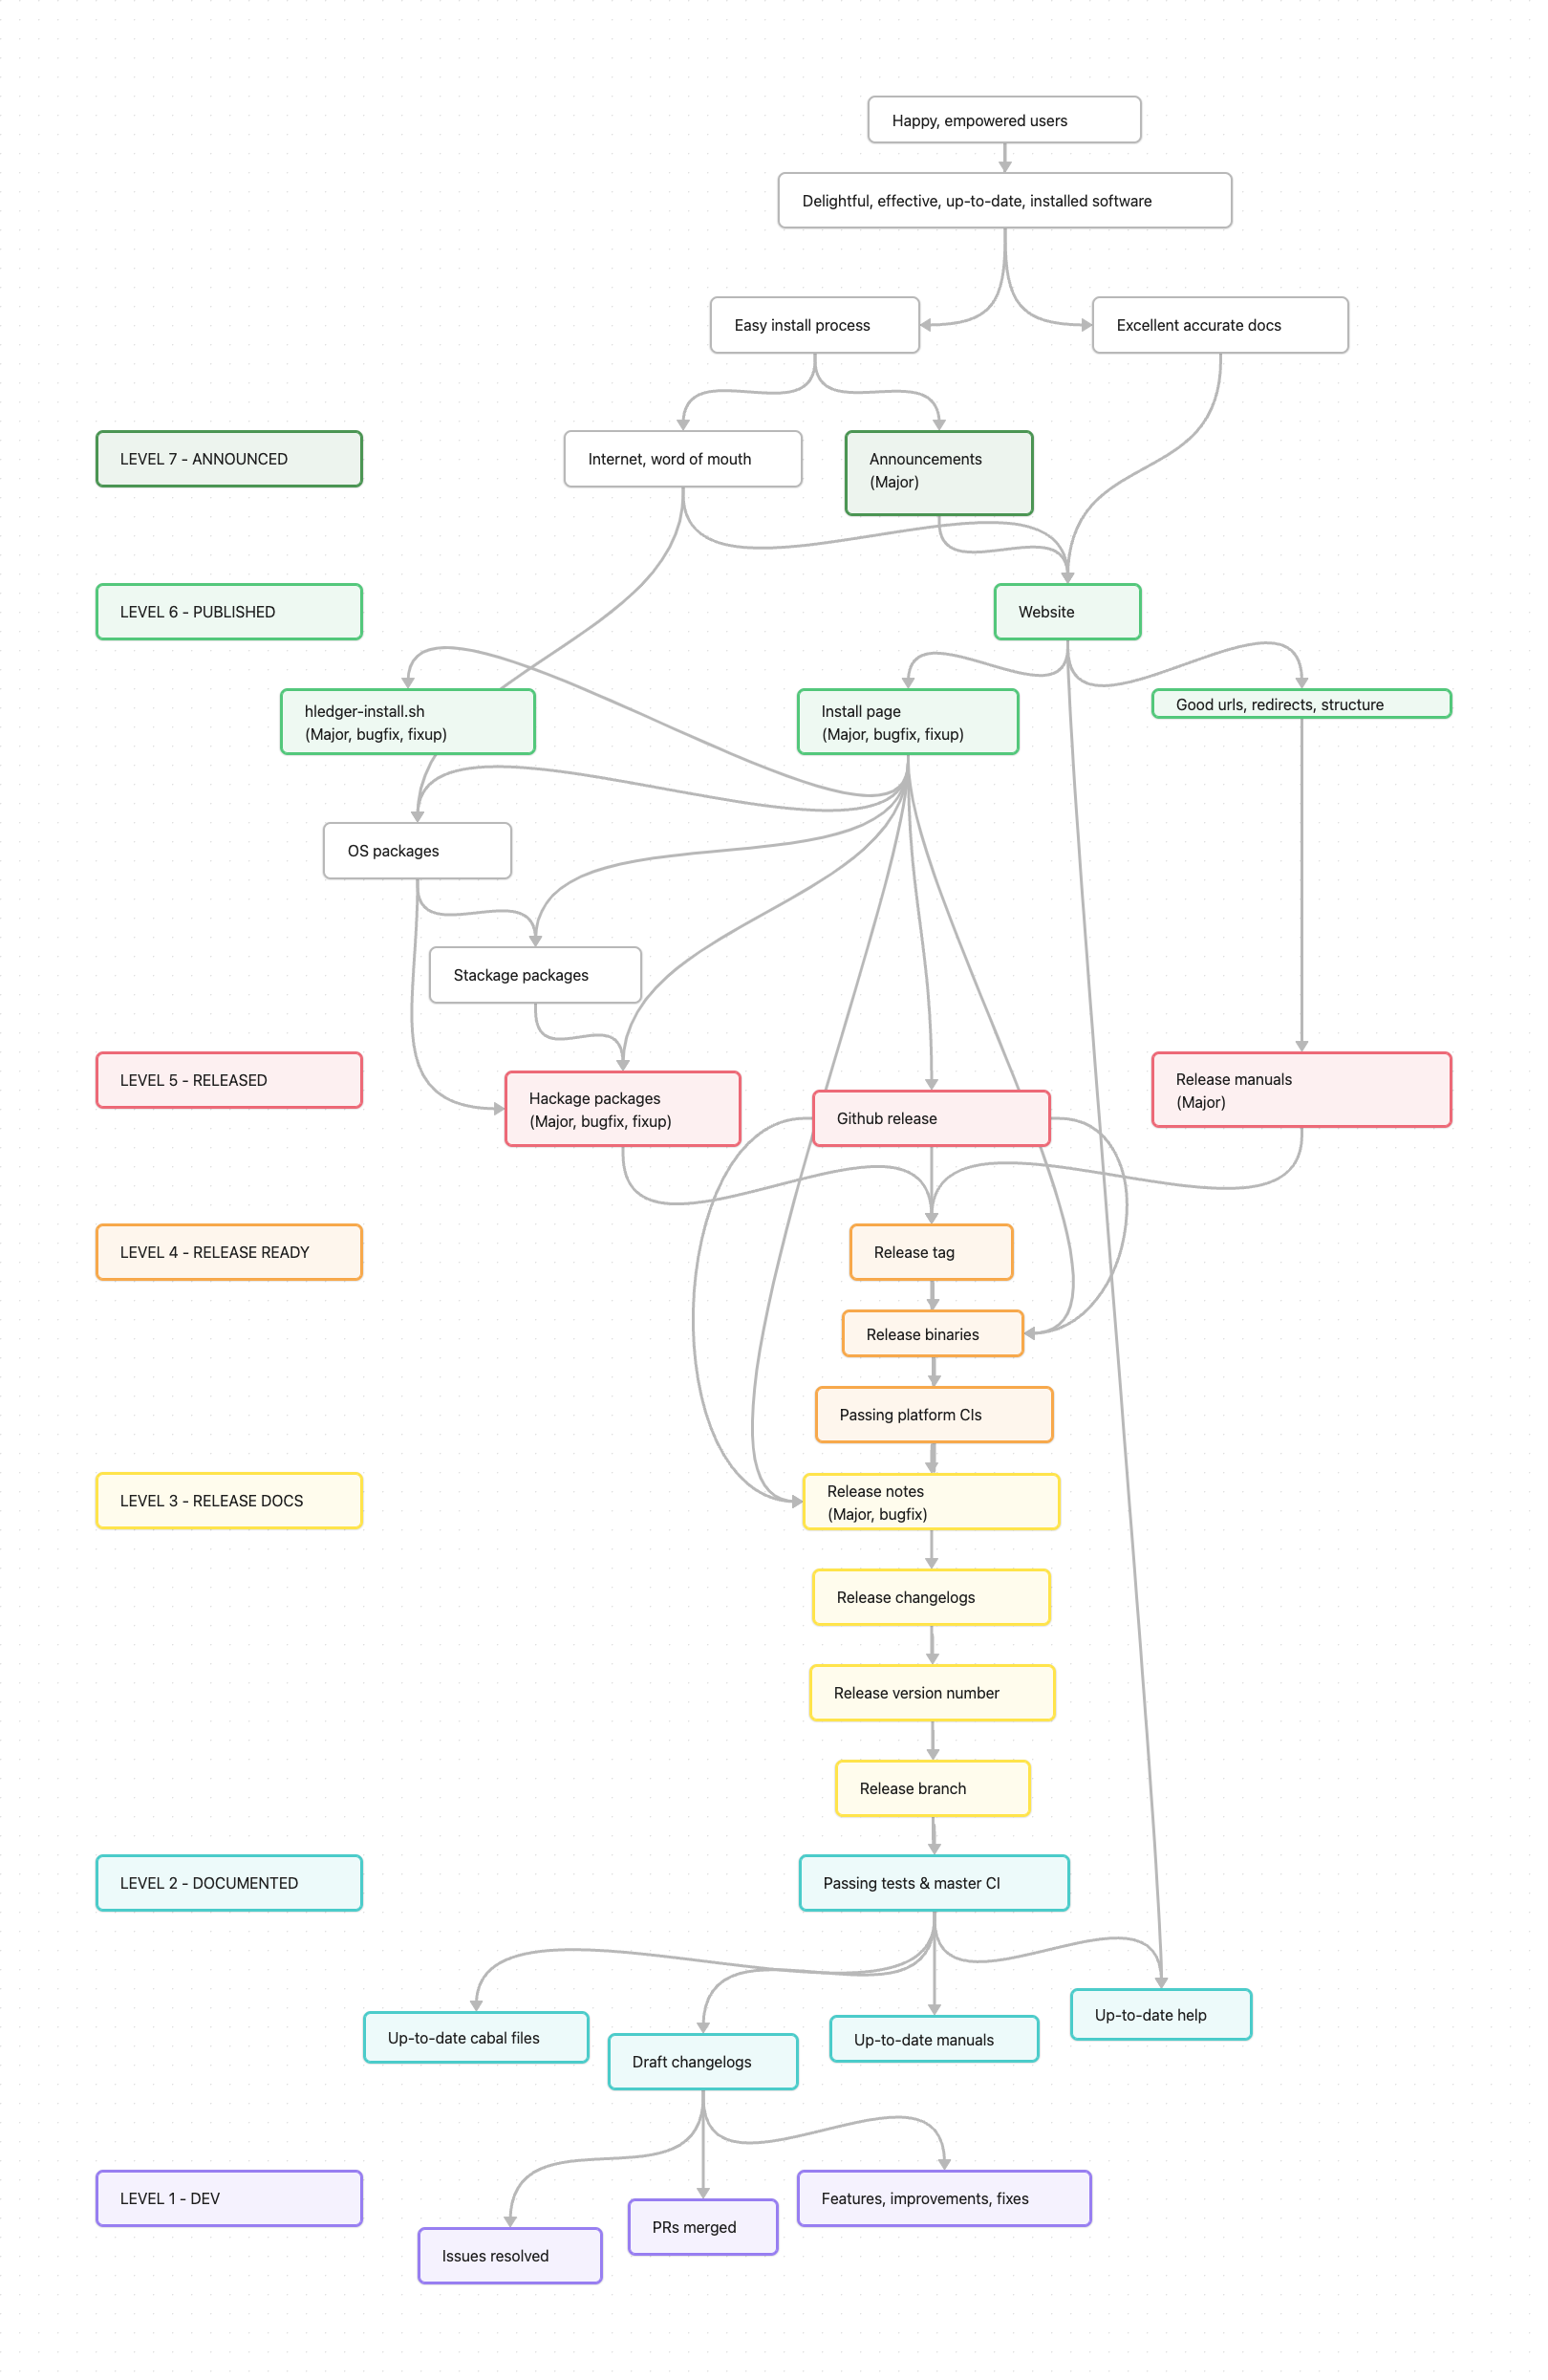 Happy, empowered users
Delightful, effective, up-to-date, installed software
Easy install process
Excellent accurate docs
LEVEL 7 - ANNOUNCED
Internet, word of mouth
Announcements
(Major)
LEVEL 6 - PUBLISHED
Website
hledger-install.sh
(Major, bugfix, fixup)
Install page
(Major, bugfix, fixup)
Good urls, redirects, structure
OS packages
Stackage packages
LEVEL 5 - RELEASED
Hackage packages
(Major, bugfix, fixup)
Github release
Release manuals
(Major)
LEVEL 4 - RELEASE READY
Release tag
Release binaries
Passing platform CIs
LEVEL 3 - RELEASE DOCS
Release notes
(Major, bugfix)
Release changelogs
Release version number
Release branch
LEVEL 2 - DOCUMENTED
Passing tests & master CI
Up-to-date cabal files
Draft changelogs
Up-to-date manuals
Up-to-date help
LEVEL 1 - DEV
Issues resolved
PRs merged
Features, improvements, fixes